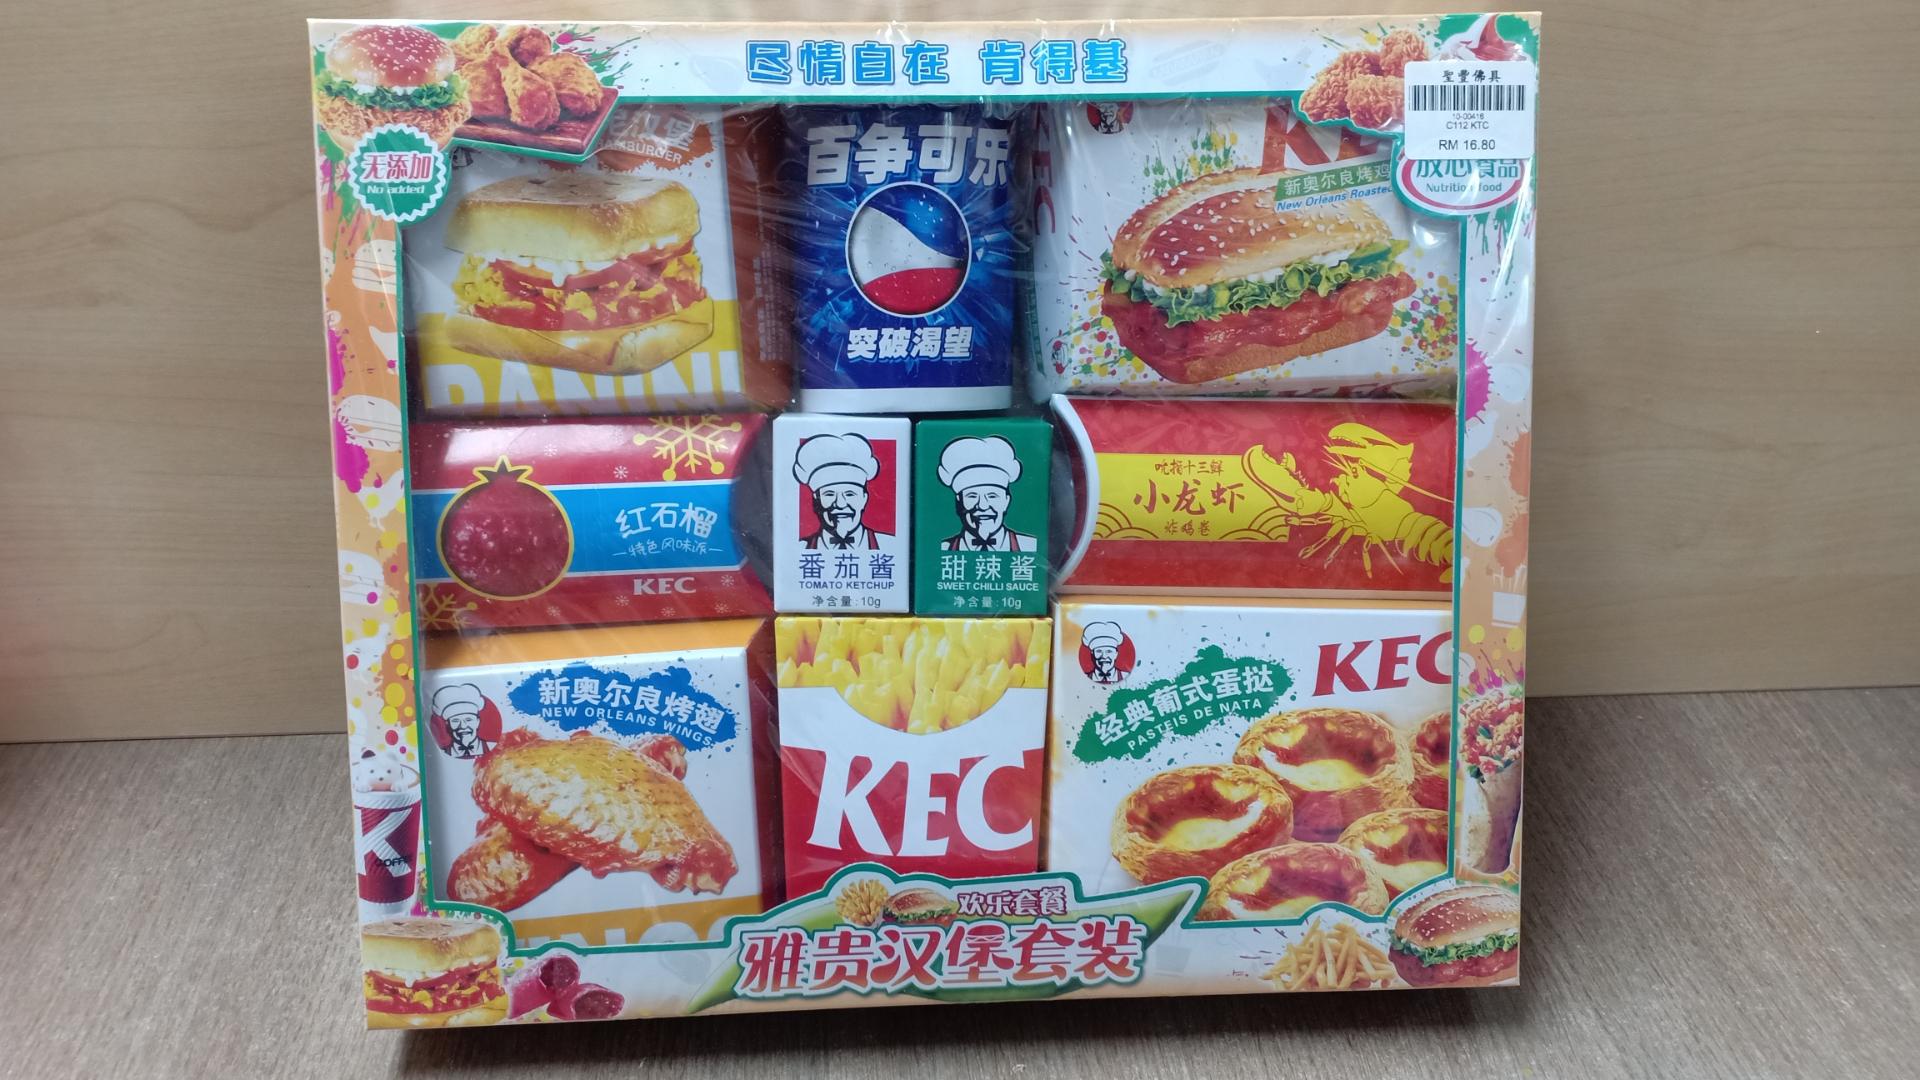 尽情自在 肯得基
聖豐佛具
10-00416
C112 KTC
RM 16.80
无添加
No added
放心食品
Nutrition food
HAMBURGER
PANINI
百争可乐
突破渴望
新奥尔良烤鸡
New Orleans Roasted
KEC
红石榴
特色风味派
KEC
番茄酱
TOMATO KETCHUP
净含量:10g
甜辣酱
SWEET CHILLI SAUCE
净含量:10g
吮指十三鲜
小龙虾
炸鸡卷
新奥尔良烤翅
NEW ORLEANS WINGS
KEC
KEC
经典葡式蛋挞
PASTEIS DE NATA
K
COFFEE
欢乐套餐
雅贵汉堡套装